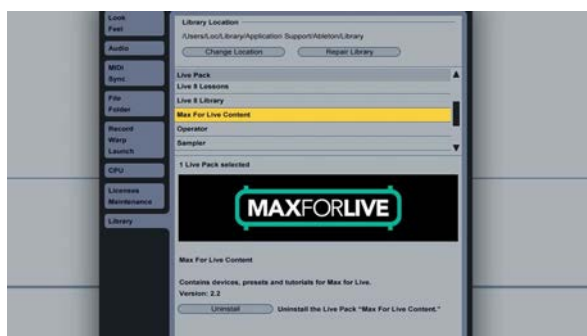 Look
Feel
Audio
MIDI
Sync
File
Folder
Record
Warp
Launch
CPU
Licenses
Maintenance
Library
Library Location
/Users/Loc/Library/Application Support/Ableton/Library
Change Location
Repair Library
Live Pack
Live 8 Lessons
Live 8 Library
Max For Live Content
Operator
Sampler
1 Live Pack selected
MAXFORLIVE
Max For Live Content
Contains devices, presets and tutorials for Max for Live.
Version: 2.2
Uninstall
Uninstall the Live Pack "Max For Live Content."